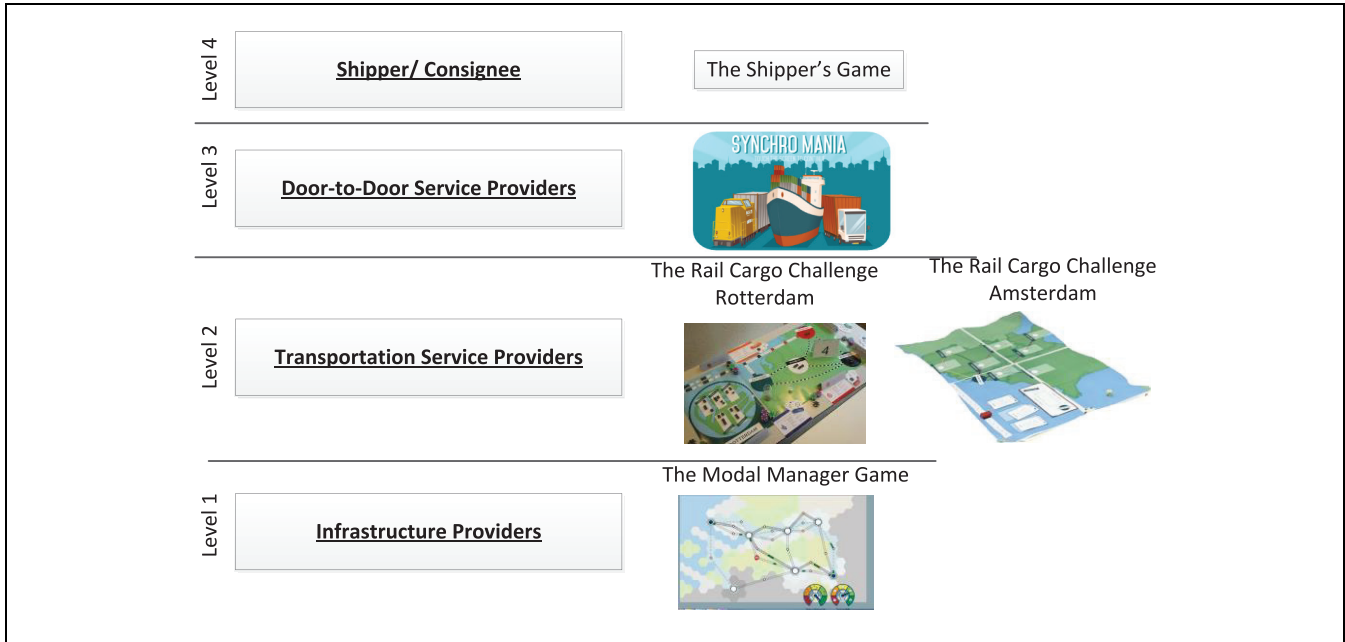 Level 4
Shipper/ Consignee
The Shipper's Game
Level 3
Door-to-Door Service Providers
SYNCHRO MANIA
Level 2
Transportation Service Providers
The Rail Cargo Challenge
Rotterdam
The Rail Cargo Challenge
Amsterdam
4
Level 1
Infrastructure Providers
The Modal Manager Game